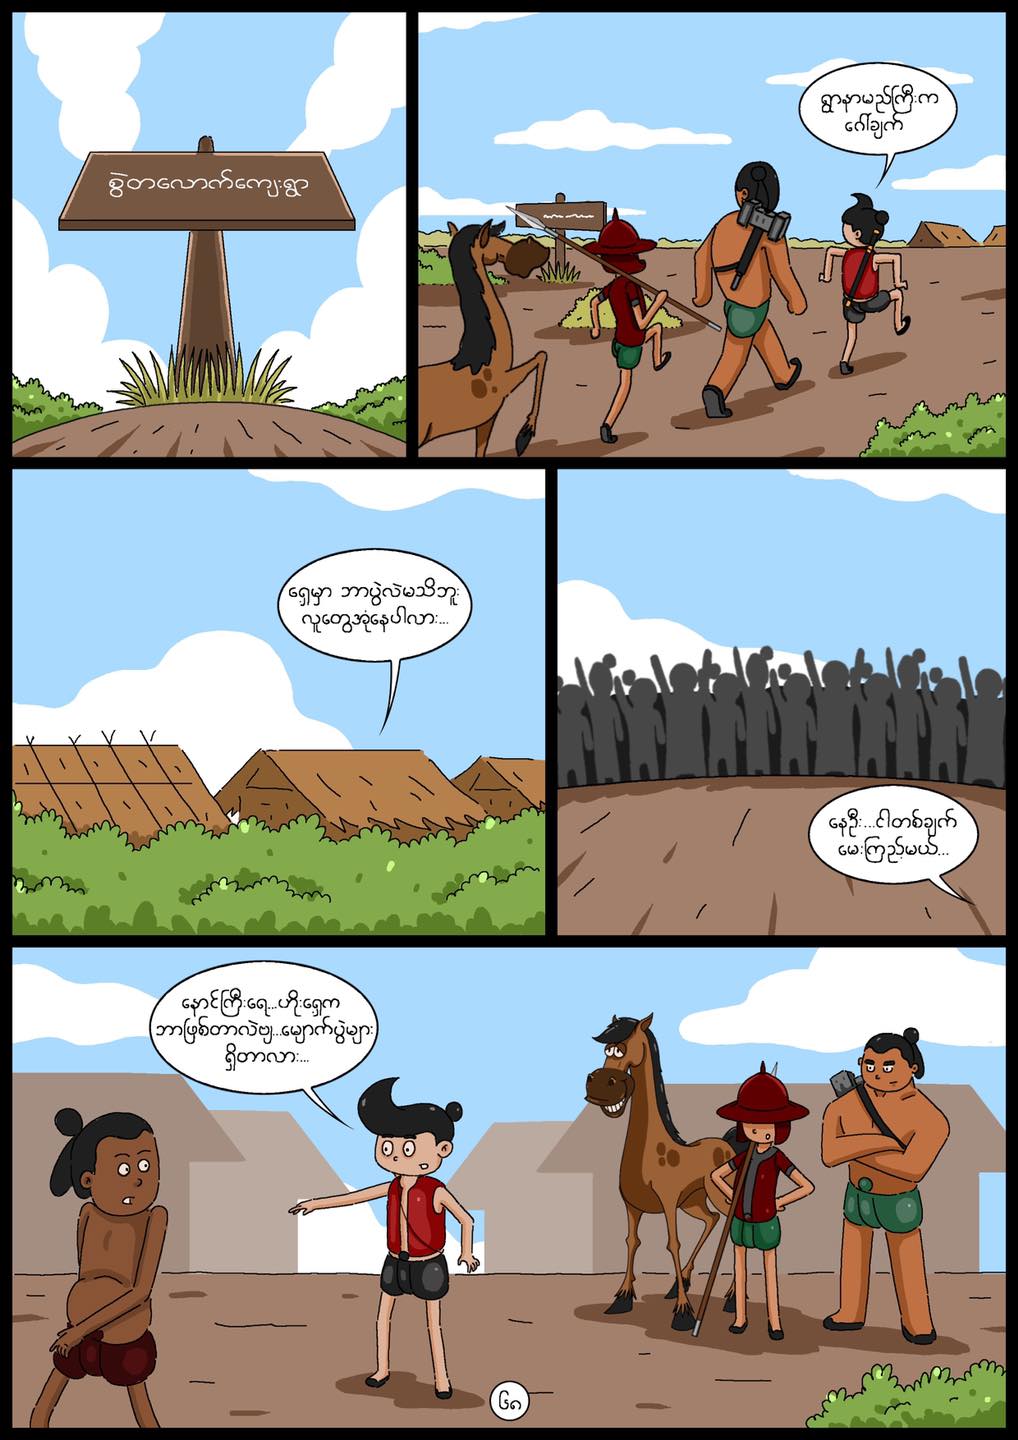 စွဲတလောက်ကျေးရွာ
ရွာနာမည်ကြီးက
ဂေါ်ချက်
ရှေမှာ ဘာပွဲလဲမသိဘူး
လူတွေအုံနေပါလား...
နေဦး...ငါတစ်ချက်
မေးကြည့်မယ်...
နောင်ကြီးရေ...ဟိုးရှေက
ဘာဖြစ်တာလဲဗျ...မျှောက်ပွဲများ
ရှိတာလား...
၆၈